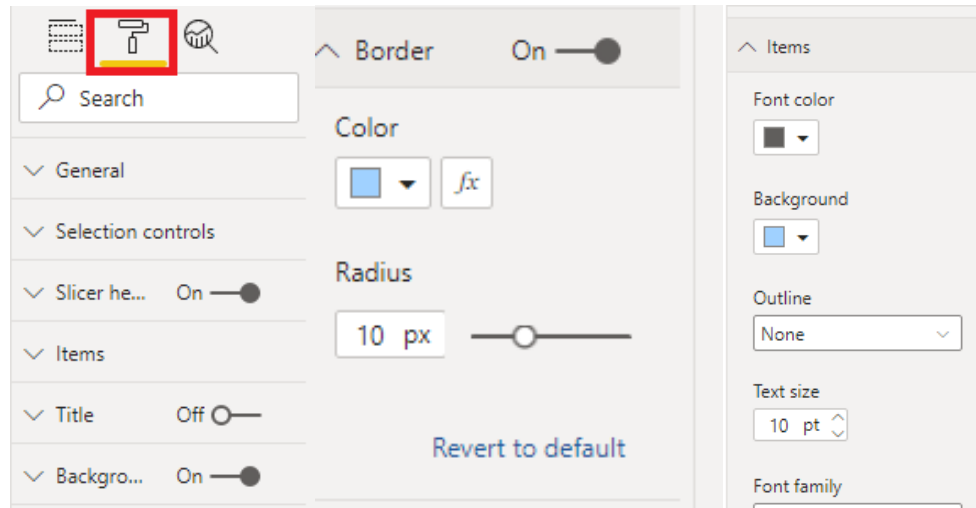 Search
General
Selection controls
Slicer he... On
Items
Title Off
Backgro... On
Border On
Color
fx
Radius
10 px
Revert to default
Items
Font color
Background
Outline
None
Text size
10 pt
Font family